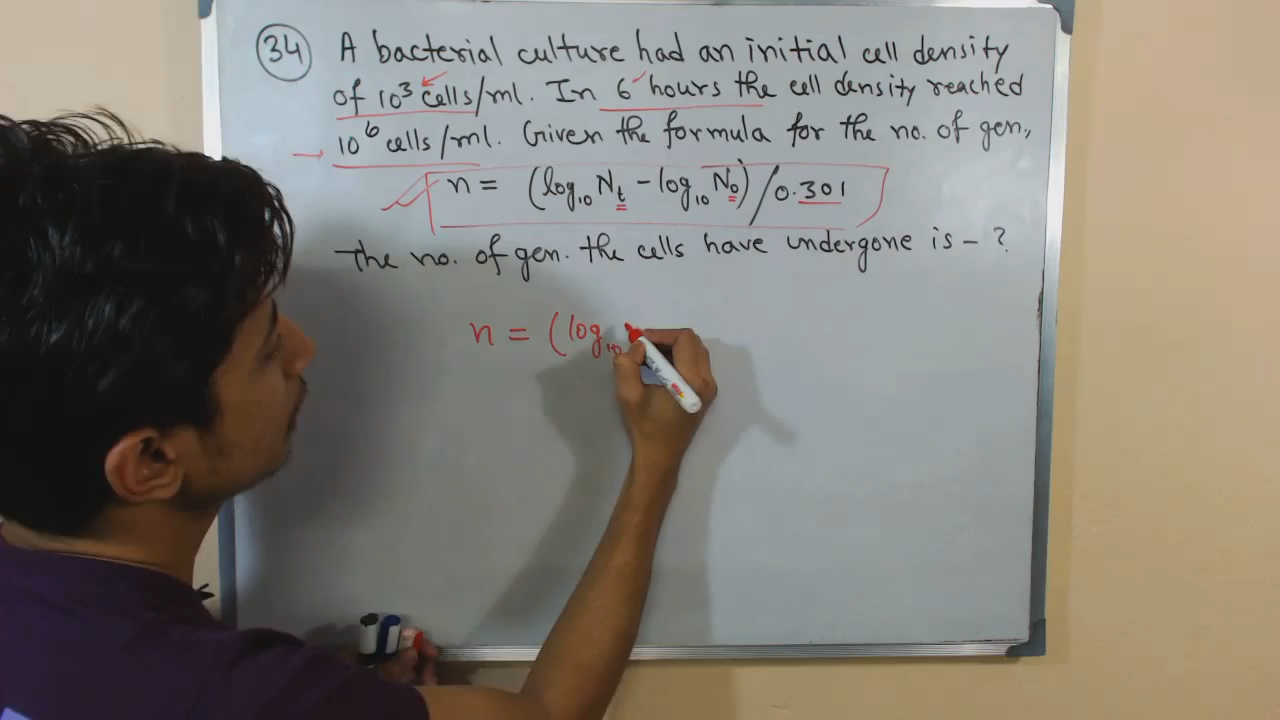 34 A bacterial culture had an initial cell density
of 10³ cells/ml. In 6 hours the cell density reached
10⁶ cells/ml. Given the formula for the no. of gen,
n = (log₁₀ Nₜ - log₁₀ N₀) / 0.301
the no. of gen. the cells have undergone is - ?
n = (log₁₀